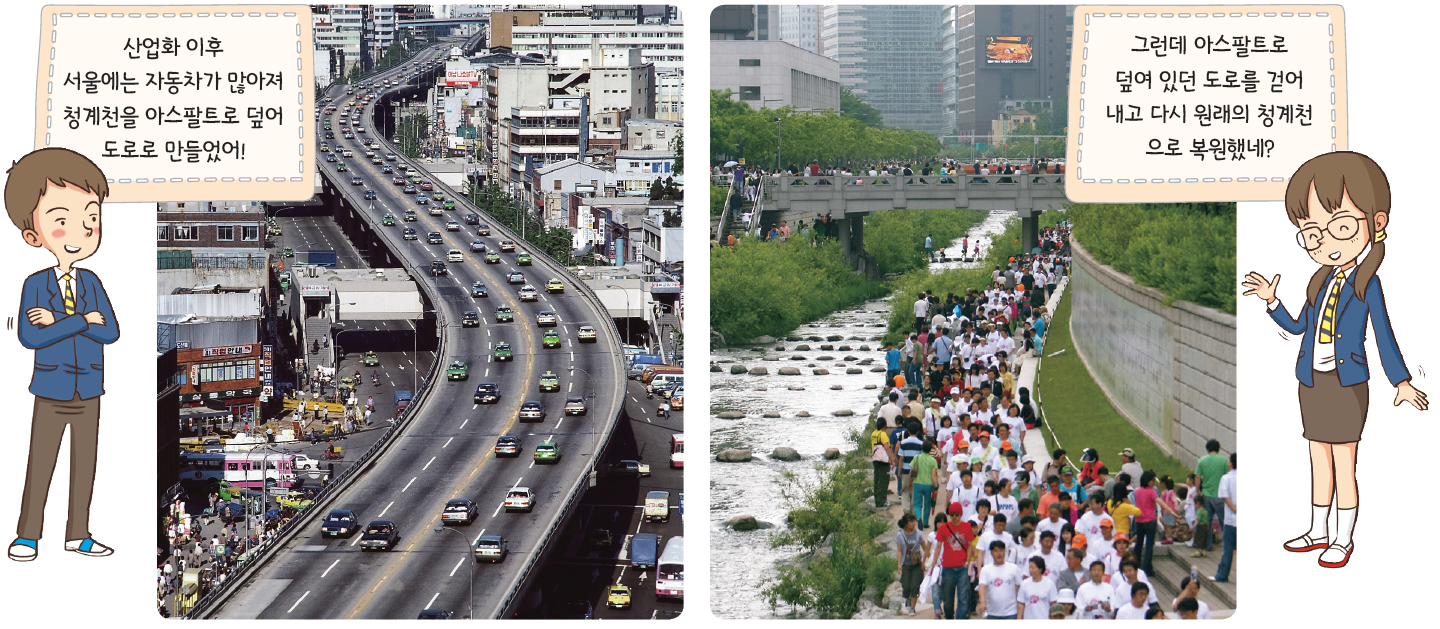 산업화 이후
서울에는 자동차가 많아져
청계천을 아스팔트로 덮어
도로로 만들었어!
그런데 아스팔트로
덮여 있던 도로를 걷어
내고 다시 원래의 청계천
으로 복원했네?